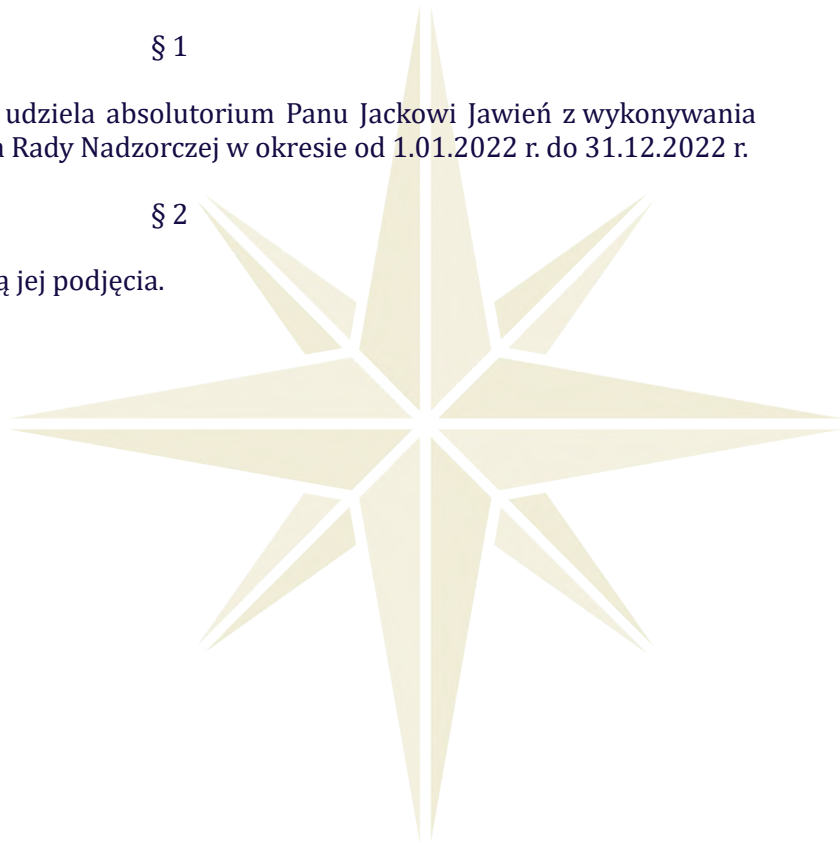 § 1
udziela absolutorium Panu Jackowi Jawień z wykonywania
Rady Nadzorczej w okresie od 1.01.2022 r. do 31.12.2022 r.
§ 2
jej podjęcia.